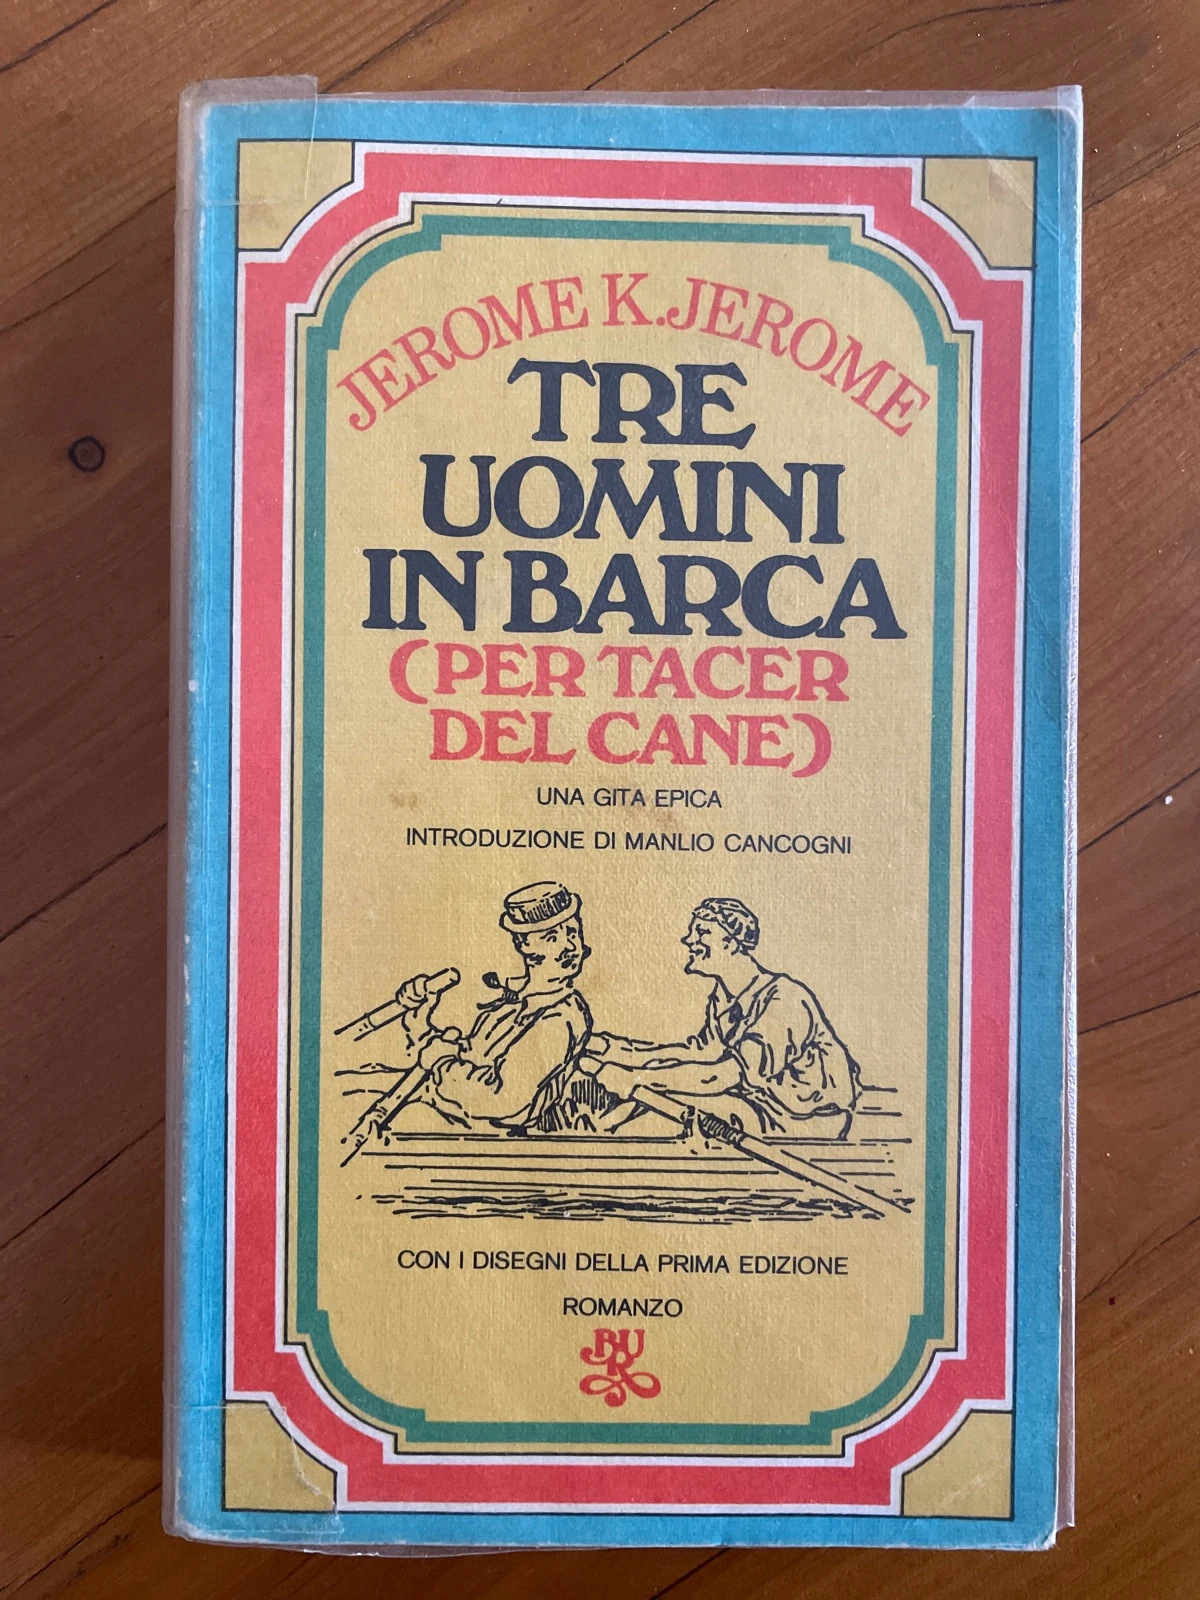 JEROME K. JEROME
TRE
UOMINI
IN BARCA
(PER TACER
DEL CANE)
UNA GITA EPICA
INTRODUZIONE DI MANLIO CANCOGNI
CON I DISEGNI DELLA PRIMA EDIZIONE
ROMANZO
BUR